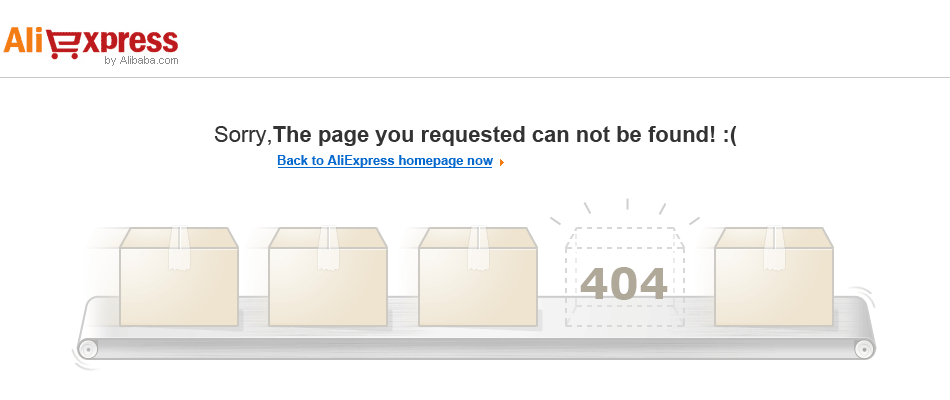 AliExpress
by Alibaba.com
Sorry,The page you requested can not be found! :(
Back to AliExpress homepage now
404